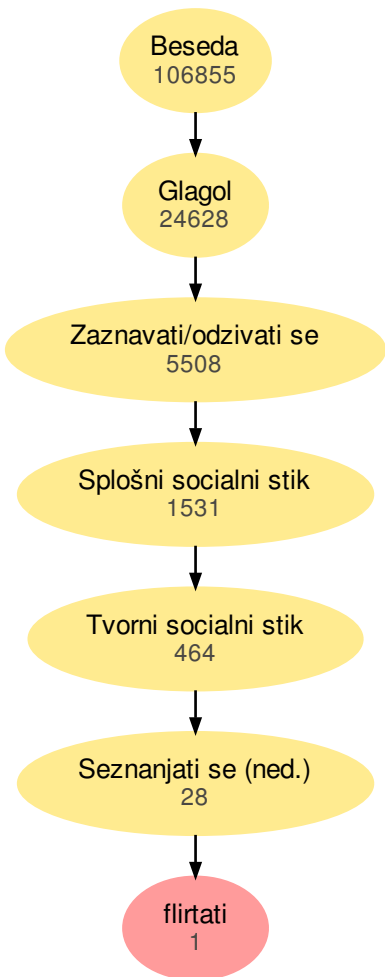 Beseda
106855
Glagol
24628
Zaznavati/odzivati se
5508
Splošni socialni stik
1531
Tvorni socialni stik
464
Seznanjati se (ned.)
28
flirtati
1